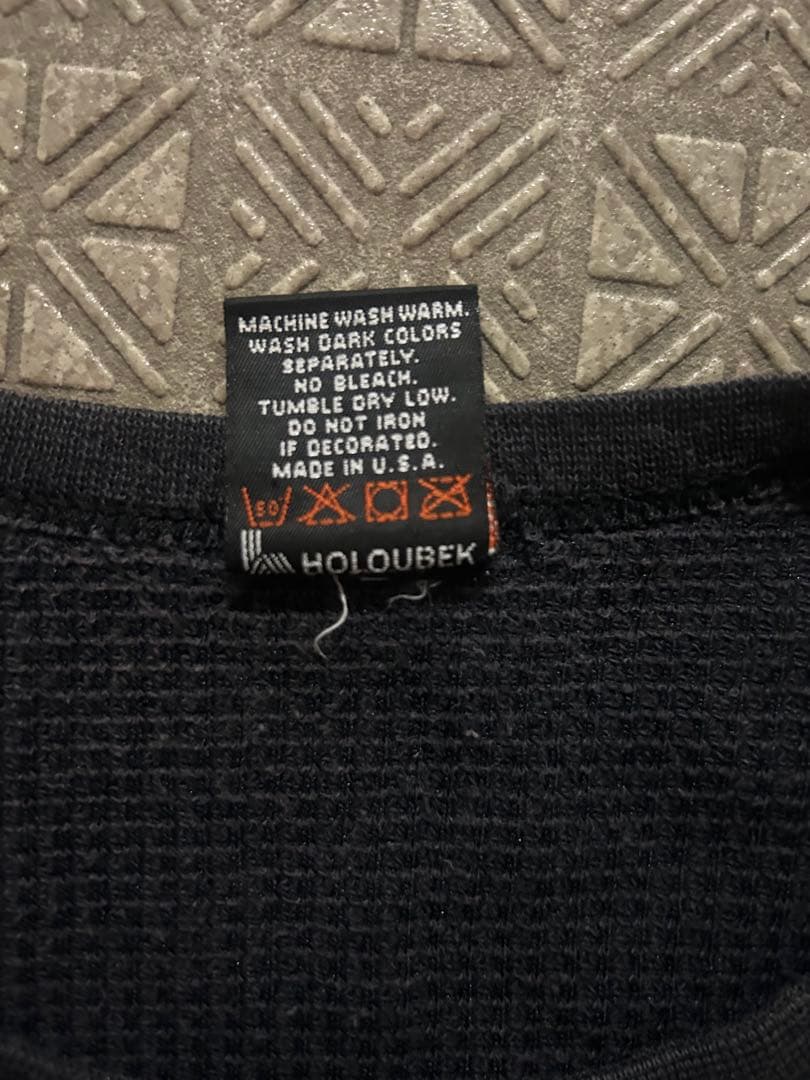 MACHINE WASH WARM.
WASH DARK COLORS
SEPARATELY.
NO BLEACH.
TUMBLE DRY LOW.
DO NOT IRON
IF DECORATED.
MADE IN U.S.A.
50
HOLOUBEK